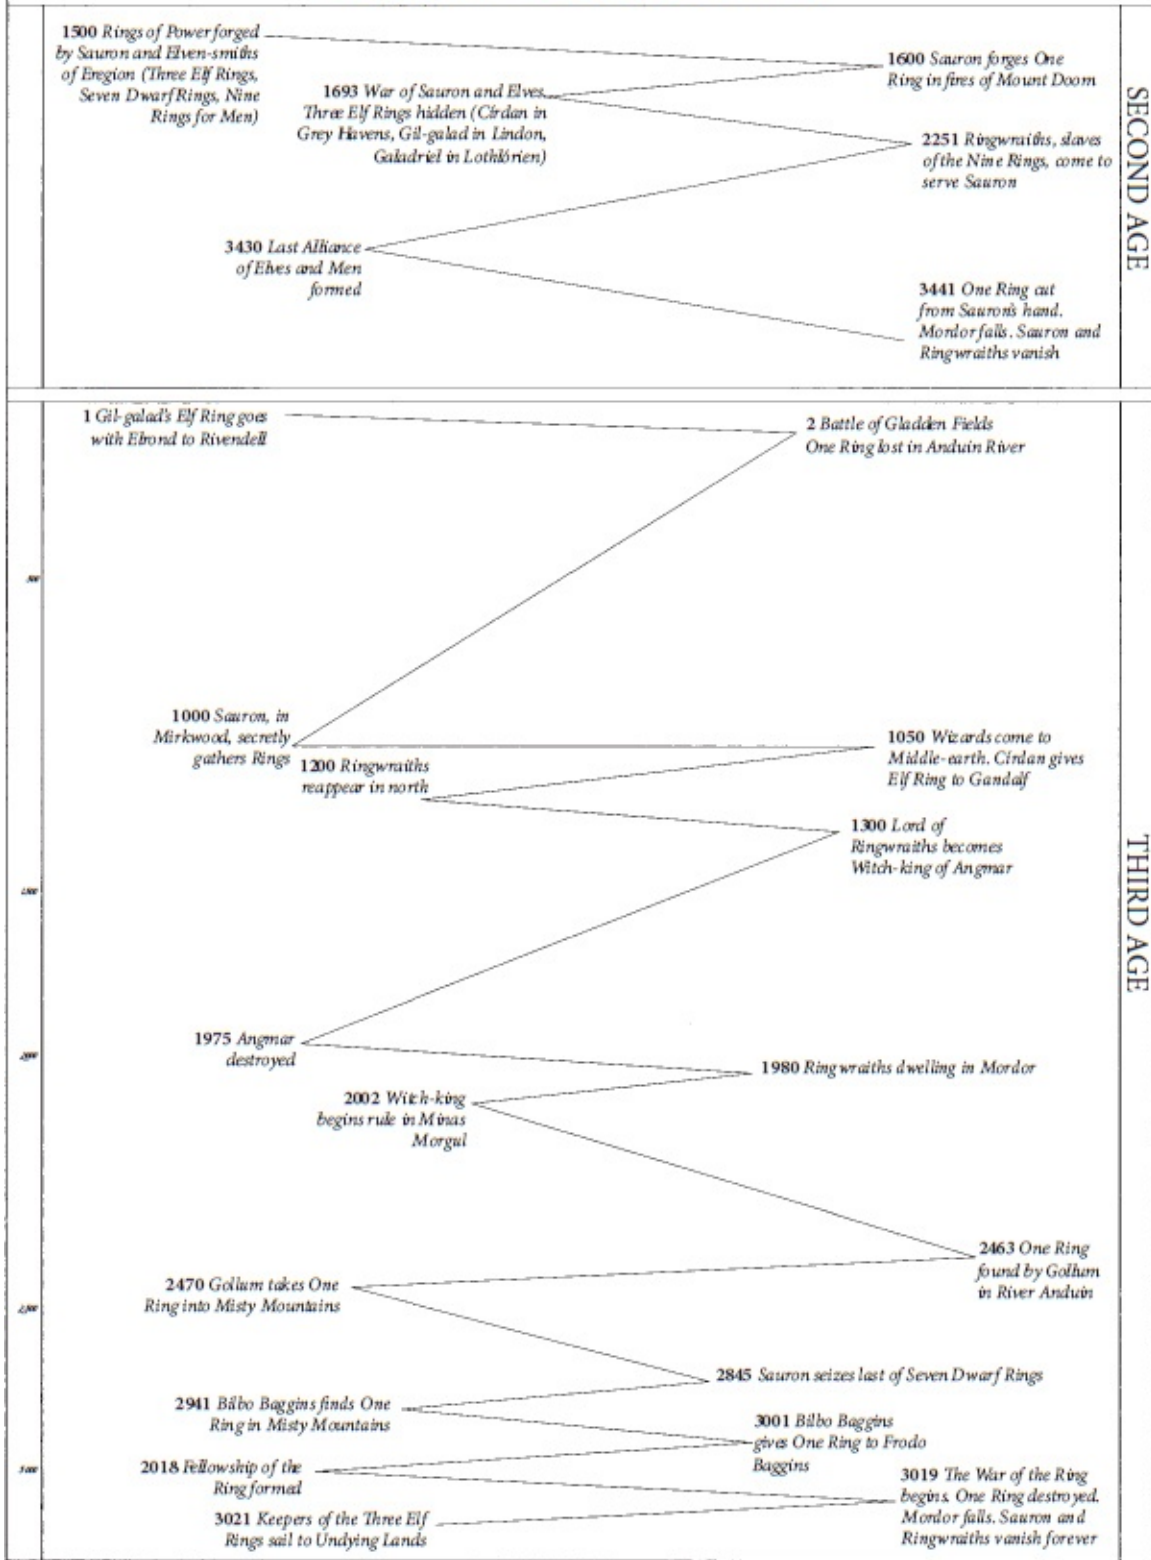 1500 Rings of Power forged
by Sauron and Elven-smiths
of Eregion (Three Elf Rings,
Seven Dwarf Rings, Nine
Rings for Men)
1600 Sauron forges One
Ring in fires of Mount Doom
1693 War of Sauron and Elves.
Three Elf Rings hidden (Círdan in
Grey Havens, Gil-galad in Lindon,
Galadriel in Lothlórien)
2251 Ringwraiths, slaves
of the Nine Rings, come to
serve Sauron
3430 Last Alliance
of Elves and Men
formed
3441 One Ring cut
from Sauron's hand.
Mordor falls. Sauron and
Ringwraiths vanish
SECOND AGE
1 Gil-galad's Elf Ring goes
with Elrond to Rivendell
2 Battle of Gladden Fields
One Ring lost in Anduin River
500
1000 Sauron, in
Mirkwood, secretly
gathers Rings
1050 Wizards come to
Middle-earth. Círdan gives
Elf Ring to Gandalf
1200 Ringwraiths
reappear in north
1300 Lord of
Ringwraiths becomes
Witch-king of Angmar
1,500
THIRD AGE
1975 Angmar
destroyed
2,000
1980 Ringwraiths dwelling in Mordor
2002 Witch-king
begins rule in Minas
Morgul
2463 One Ring
found by Gollum
in River Anduin
2470 Gollum takes One
Ring into Misty Mountains
2,500
2845 Sauron seizes last of Seven Dwarf Rings
2941 Bilbo Baggins finds One
Ring in Misty Mountains
3001 Bilbo Baggins
gives One Ring to Frodo
Baggins
2018 Fellowship of the
Ring formed
3,000
3019 The War of the Ring
begins. One Ring destroyed.
Mordor falls. Sauron and
Ringwraiths vanish forever
3021 Keepers of the Three Elf
Rings sail to Undying Lands